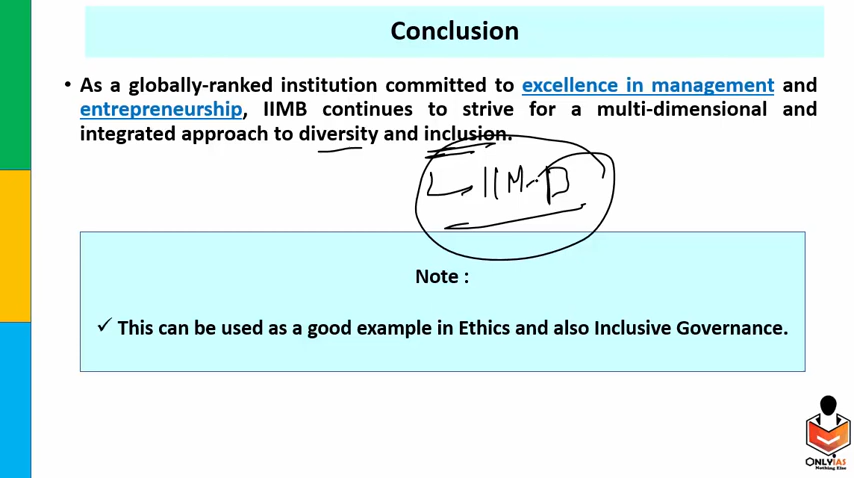 Conclusion
• As a globally-ranked institution committed to excellence in management and
entrepreneurship, IIMB continues to strive for a multi-dimensional and
integrated approach to diversity and inclusion.
IIM-B
Note :
✓ This can be used as a good example in Ethics and also Inclusive Governance.
ONLYIAS
Nothing Else